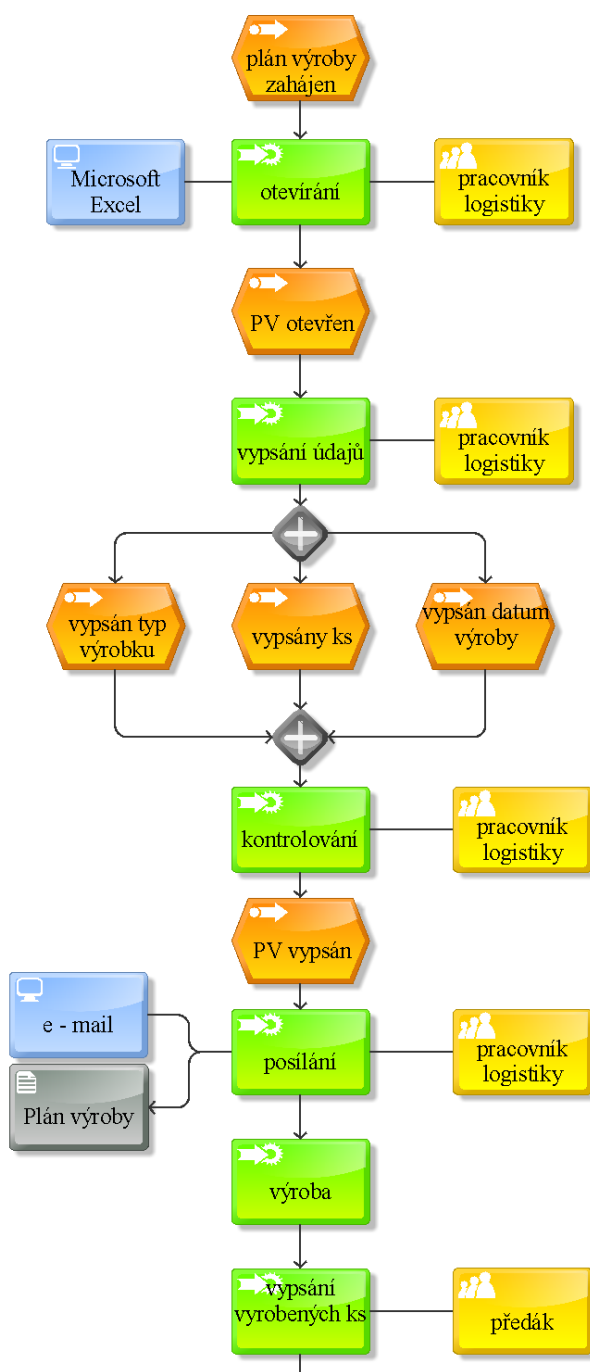 plán výroby
zahájen
Microsoft
Excel
otevírání
pracovník
logistiky
PV otevřen
vypsání údajů
pracovník
logistiky
vypsán typ
výrobku
vypsány ks
vypsán datum
výroby
kontrolování
pracovník
logistiky
PV vypsán
e - mail
Plán výroby
posílání
pracovník
logistiky
výroba
vypsání
vyrobených ks
předák